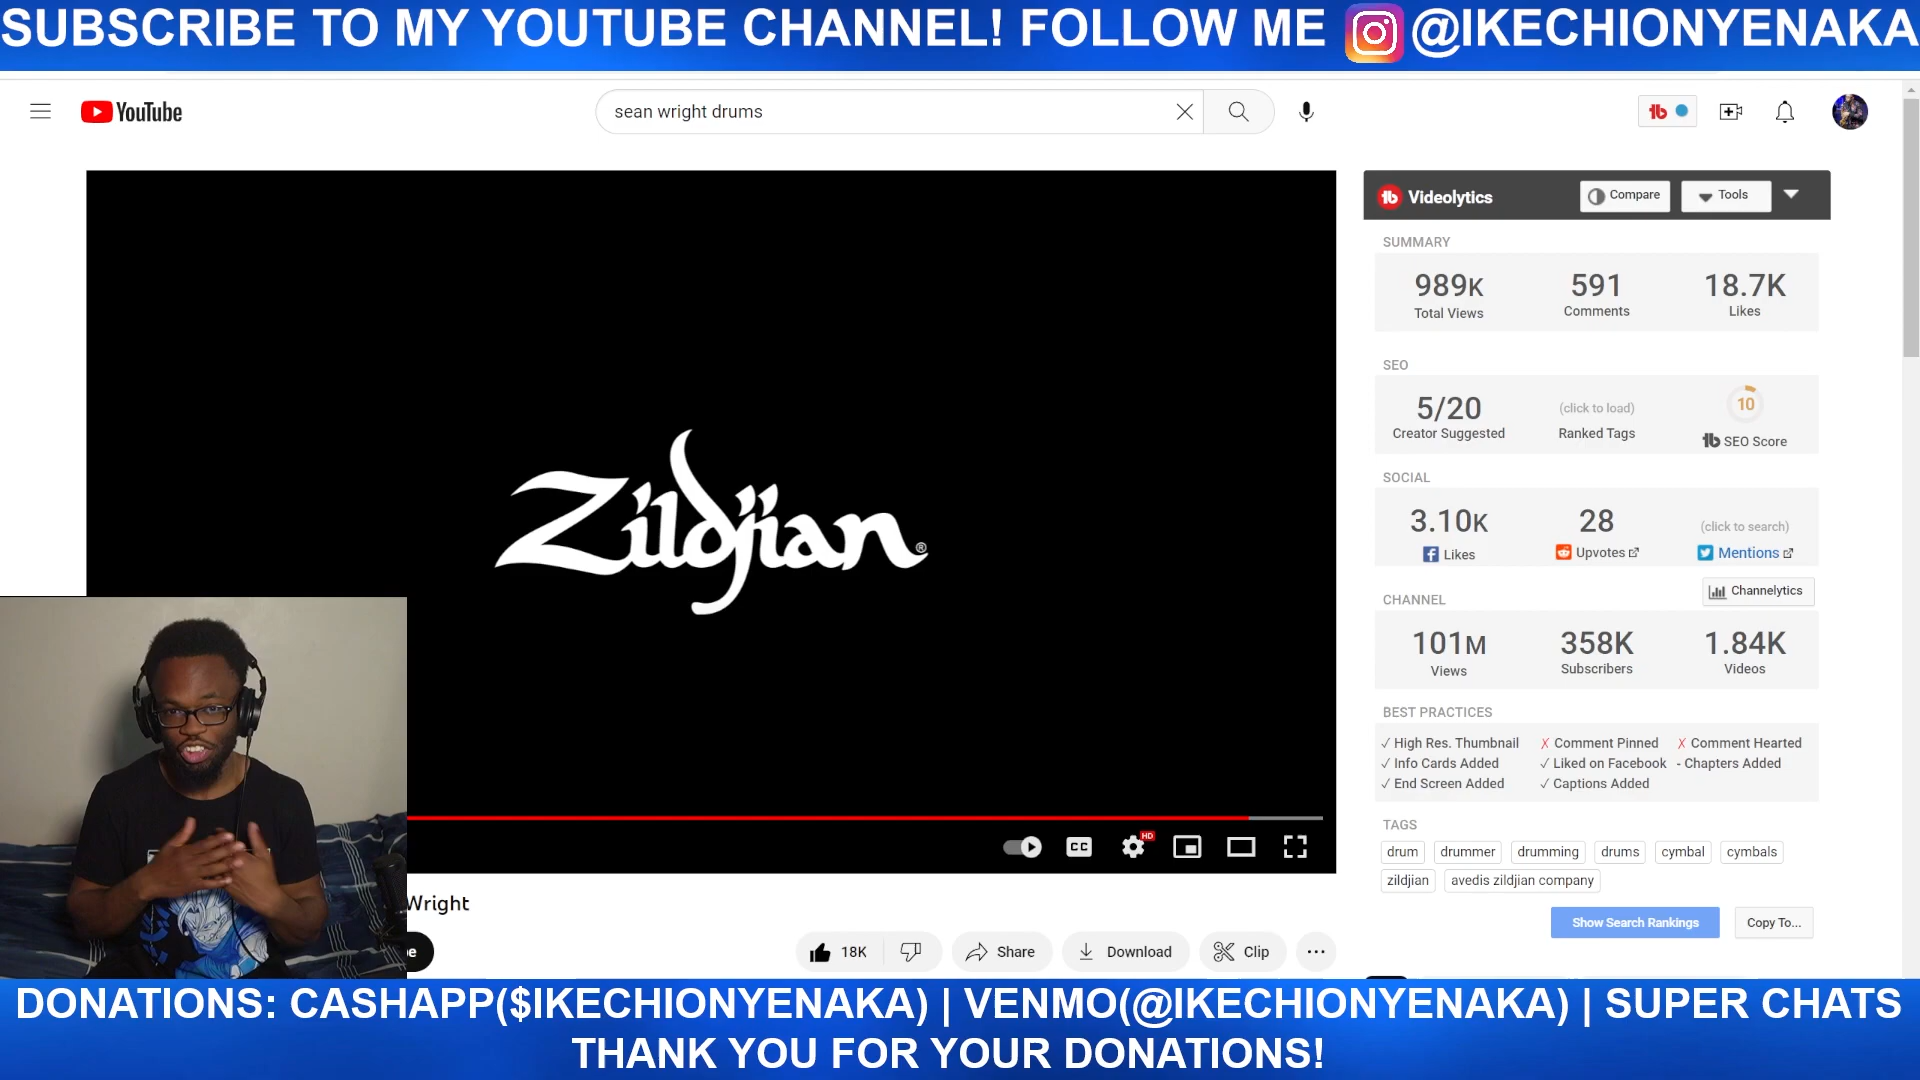 SUBSCRIBE TO MY YOUTUBE CHANNEL! FOLLOW ME @IKECHIONYENAKA
YouTube
sean wright drums
Zildjian®
HD
CC
Wright
18K
Share
Download
Clip
Videolytics
Compare
Tools
SUMMARY
989K 591 18.7K
Total Views Comments Likes
SEO
5/20 (click to load) 10
Creator Suggested Ranked Tags SEO Score
SOCIAL
3.10K 28 (click to search)
Likes Upvotes Mentions
CHANNEL Channelytics
101M 358K 1.84K
Views Subscribers Videos
BEST PRACTICES
✓ High Res. Thumbnail ✗ Comment Pinned ✗ Comment Hearted
✓ Info Cards Added ✓ Liked on Facebook - Chapters Added
✓ End Screen Added ✓ Captions Added
TAGS
drum drummer drumming drums cymbal cymbals
zildjian avedis zildjian company
Show Search Rankings Copy To...
DONATIONS: CASHAPP($IKECHIONYENAKA) | VENMO(@IKECHIONYENAKA) | SUPER CHATS
THANK YOU FOR YOUR DONATIONS!